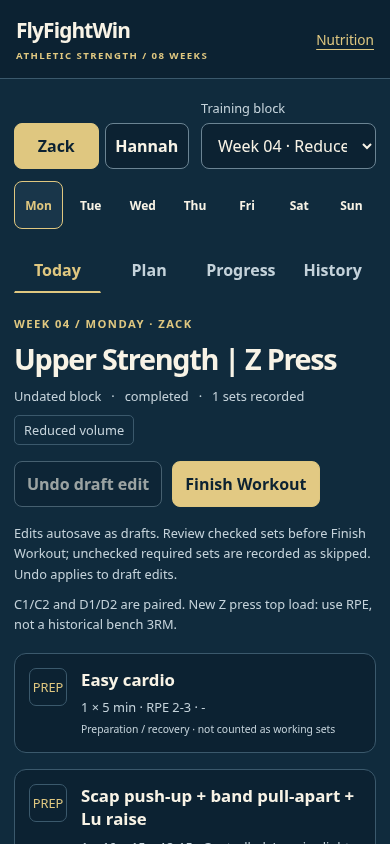 FlyFightWin
ATHLETIC STRENGTH / 08 WEEKS
Nutrition
Training block
Zack
Hannah
Week 04 · Reduce
Mon Tue Wed Thu Fri Sat Sun
Today Plan Progress History
WEEK 04 / MONDAY · ZACK
Upper Strength | Z Press
Undated block · completed · 1 sets recorded
Reduced volume
Undo draft edit
Finish Workout
Edits autosave as drafts. Review checked sets before Finish
Workout; unchecked required sets are recorded as skipped.
Undo applies to draft edits.
C1/C2 and D1/D2 are paired. New Z press top load: use RPE,
not a historical bench 3RM.
PREP
Easy cardio
1 × 5 min · RPE 2-3 · -
Preparation / recovery · not counted as working sets
PREP
Scap push-up + band pull-apart +
Lu raise